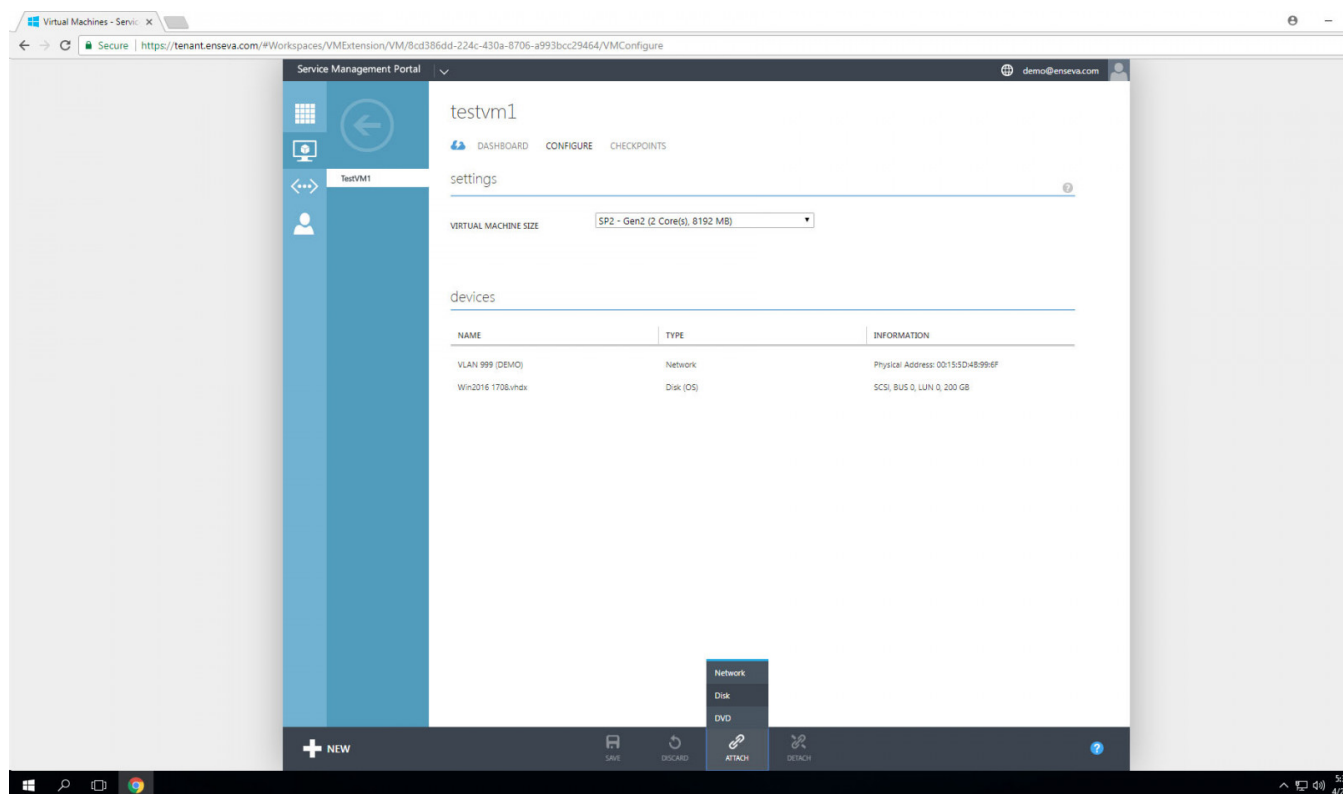 Virtual Machines - Servic
Secure | https://tenant.enseva.com/#Workspaces/VMExtension/VM/8cd386dd-224c-430a-8706-a993bcc29464/VMConfigure
Service Management Portal
demo@enseva.com
testvm1
DASHBOARD CONFIGURE CHECKPOINTS
TestVM1
settings
VIRTUAL MACHINE SIZE SP2 - Gen2 (2 Core(s), 8192 MB)
devices
NAME TYPE INFORMATION
VLAN 999 (DEMO) Network Physical Address: 00:15:5D:4B:99:6F
Win2016 1708.vhdx Disk (OS) SCSI, BUS 0, LUN 0, 200 GB
Network
Disk
DVD
NEW
SAVE DISCARD ATTACH DETACH